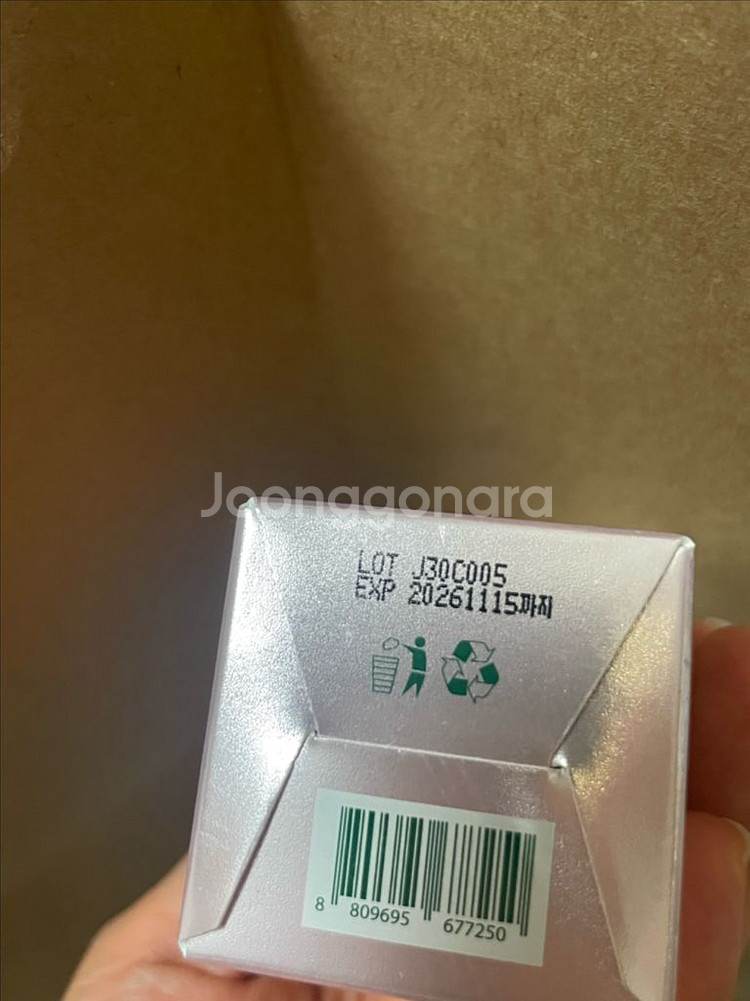 Joonggonara
LOT J30C005
EXP 20261115까지
8 809695 677250